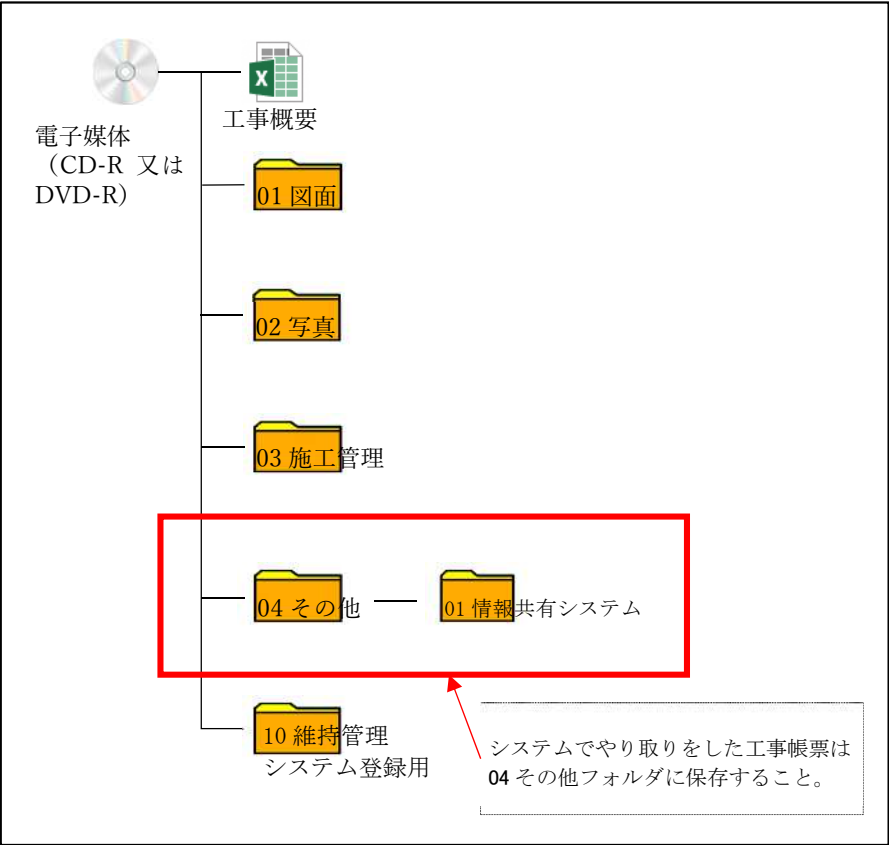 工事概要
電子媒体
（CD-R 又は
DVD-R）
01 図面
02 写真
03 施工管理
04 その他
01 情報共有システム
10 維持管理
システム登録用
システムでやり取りをした工事帳票は
04 その他フォルダに保存すること。